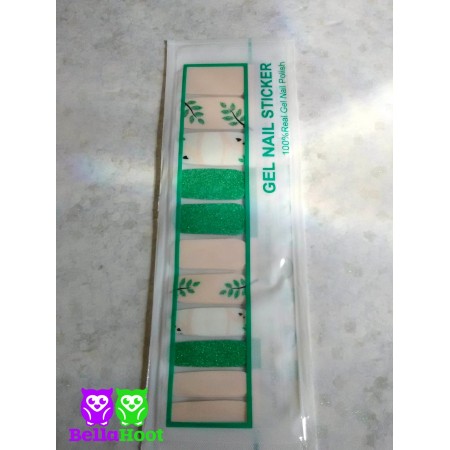 GEL NAIL STICKER
100%Real Gel Nail Polish
BellaHoot